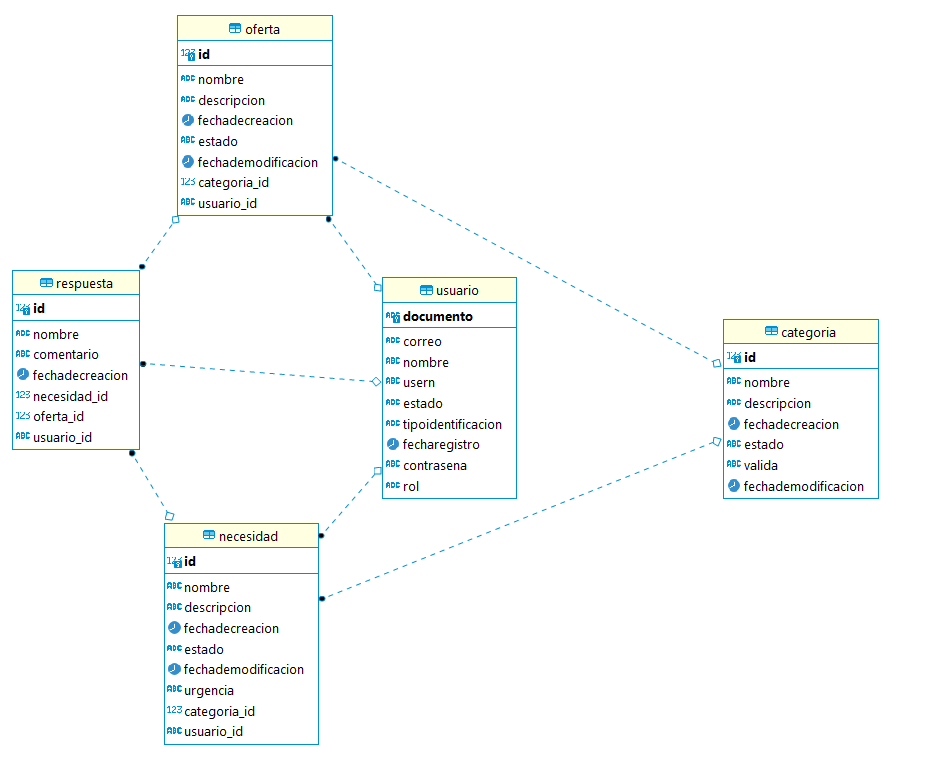 oferta
id
nombre
descripcion
fechadecreacion
estado
fechademodificacion
categoria_id
usuario_id
respuesta
id
nombre
comentario
fechadecreacion
necesidad_id
oferta_id
usuario_id
usuario
documento
correo
nombre
usern
estado
tipoidentificacion
fecharegistro
contrasena
rol
categoria
id
nombre
descripcion
fechadecreacion
estado
valida
fechademodificacion
necesidad
id
nombre
descripcion
fechadecreacion
estado
fechademodificacion
urgencia
categoria_id
usuario_id